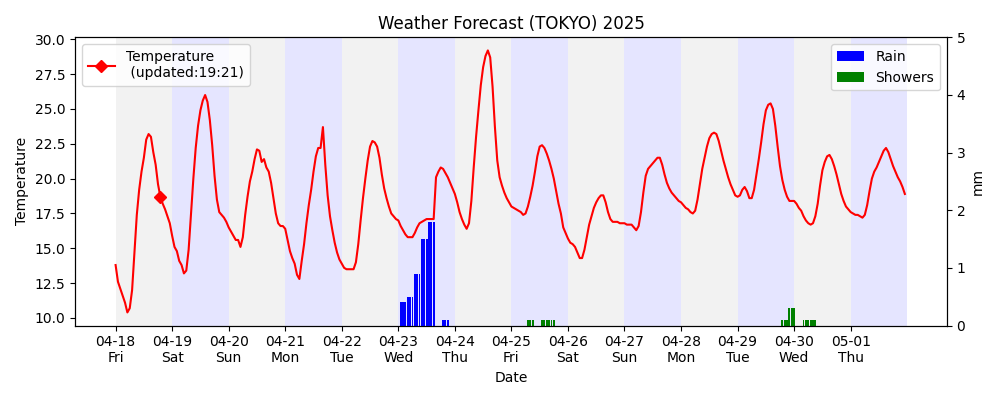 Weather Forecast (TOKYO) 2025
Temperature
(updated:19:21)
Rain
Showers
30.0
27.5
25.0
22.5
20.0
17.5
15.0
12.5
10.0
Temperature
5
4
3
2
1
0
mm
04-18 04-19 04-20 04-21 04-22 04-23 04-24 04-25 04-26 04-27 04-28 04-29 04-30 05-01
Fri Sat Sun Mon Tue Wed Thu Fri Sat Sun Mon Tue Wed Thu
Date